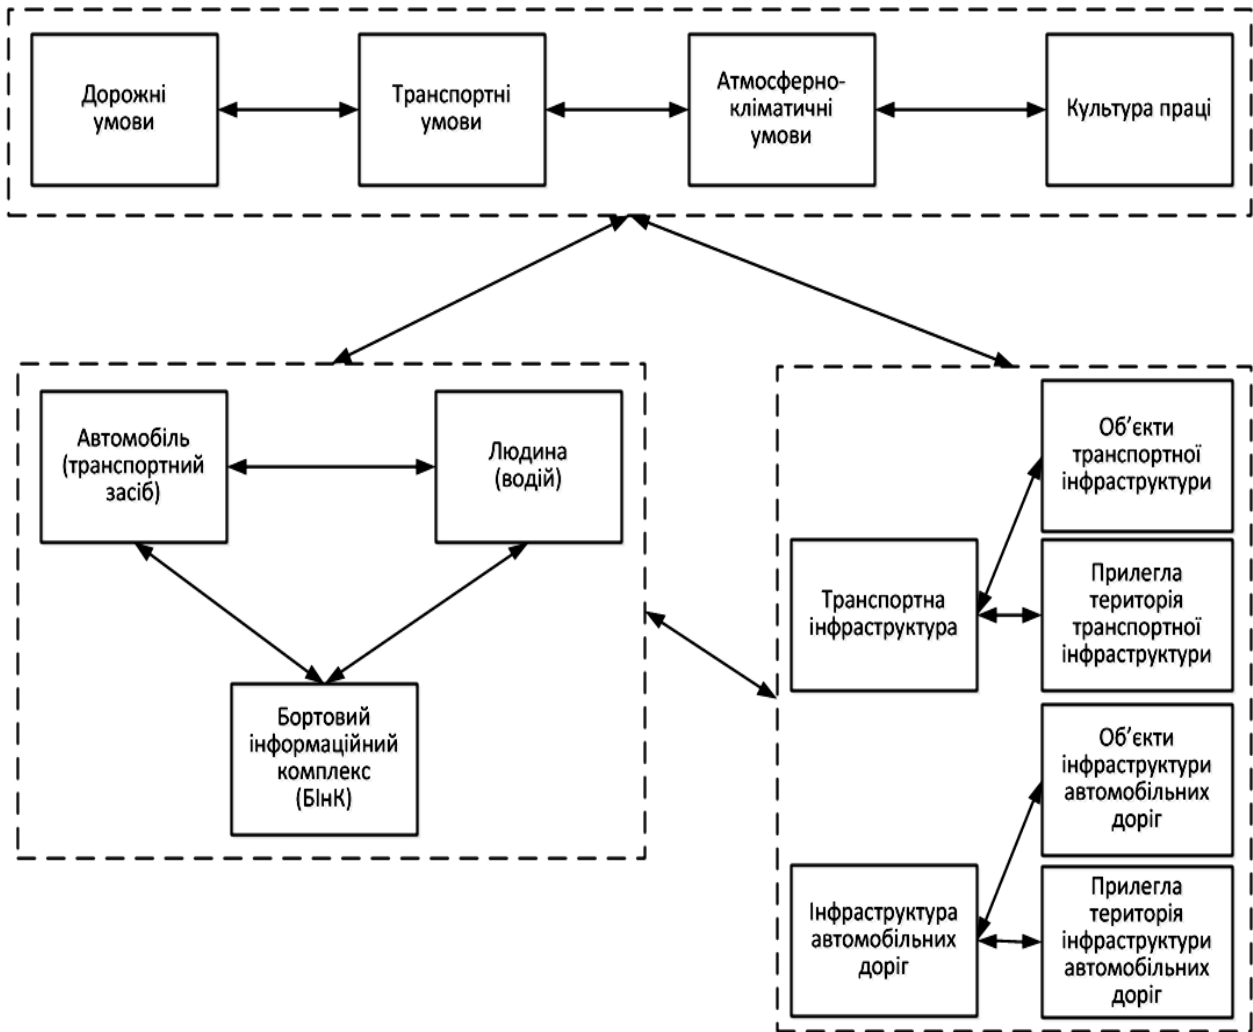 Дорожні
умови
Транспортні
умови
Атмосферно-
кліматичні
умови
Культура праці
Автомобіль
(транспортний
засіб)
Людина
(водій)
Бортовий
інформаційний
комплекс
(БІнК)
Транспортна
інфраструктура
Об’єкти
транспортної
інфраструктури
Прилегла
територія
транспортної
інфраструктури
Інфраструктура
автомобільних
доріг
Об’єкти
інфраструктури
автомобільних
доріг
Прилегла
територія
інфраструктури
автомобільних
доріг